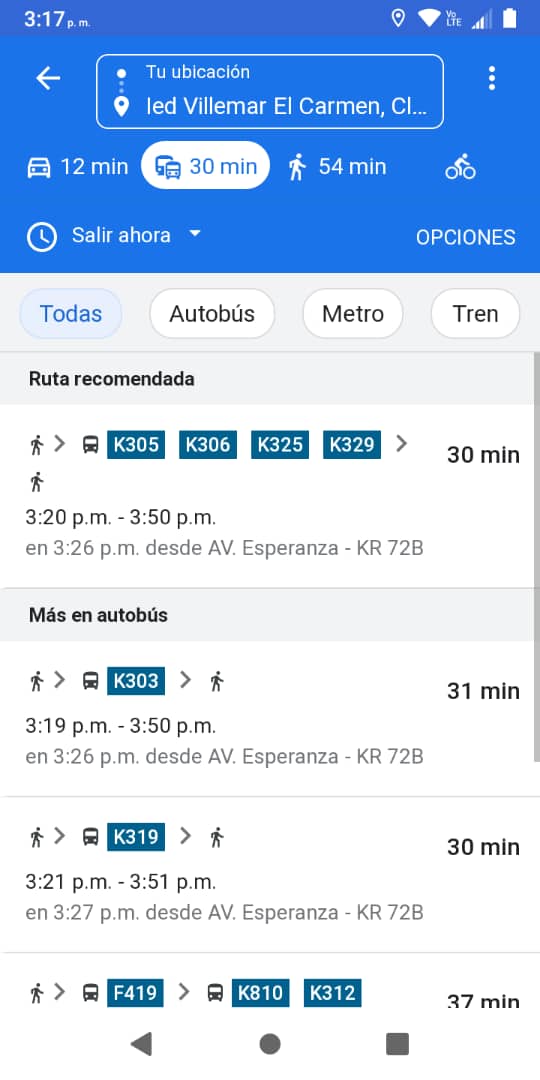 3:17 p. m.
Vo LTE
Tu ubicación
Ied Villemar El Carmen, Cl...
12 min 30 min 54 min
Salir ahora OPCIONES
Todas Autobús Metro Tren
Ruta recomendada
K305 K306 K325 K329 30 min
3:20 p.m. - 3:50 p.m.
en 3:26 p.m. desde AV. Esperanza - KR 72B
Más en autobús
K303 31 min
3:19 p.m. - 3:50 p.m.
en 3:26 p.m. desde AV. Esperanza - KR 72B
K319 30 min
3:21 p.m. - 3:51 p.m.
en 3:27 p.m. desde AV. Esperanza - KR 72B
F419 K810 K312 37 min